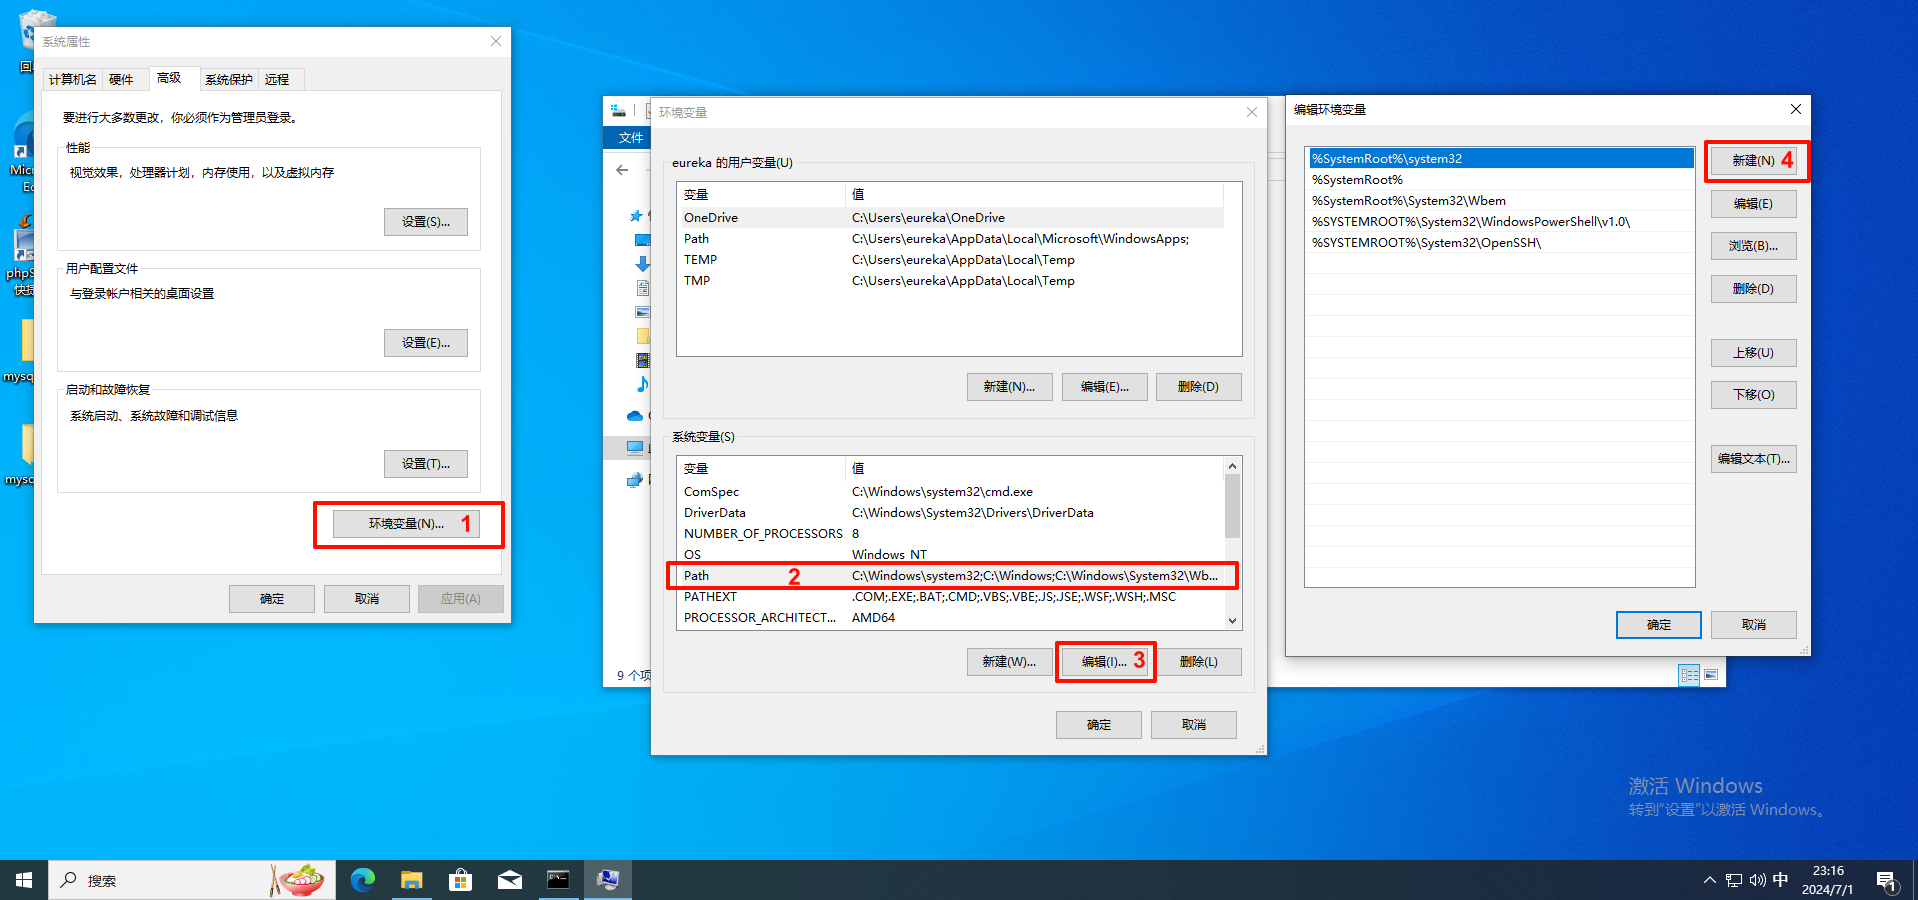 系统属性
计算机名
硬件
高级
系统保护
远程
要进行大多数更改，你必须作为管理员登录。
性能
视觉效果，处理器计划，内存使用，以及虚拟内存
设置(S)...
用户配置文件
与登录帐户相关的桌面设置
设置(E)...
启动和故障恢复
系统启动、系统故障和调试信息
设置(T)...
环境变量(N)...
1
确定
取消
应用(A)
文件
9 个项
环境变量
eureka 的用户变量(U)
变量 值
OneDrive C:\Users\eureka\OneDrive
Path C:\Users\eureka\AppData\Local\Microsoft\WindowsApps;
TEMP C:\Users\eureka\AppData\Local\Temp
TMP C:\Users\eureka\AppData\Local\Temp
新建(N)...
编辑(E)...
删除(D)
系统变量(S)
变量 值
ComSpec C:\Windows\system32\cmd.exe
DriverData C:\Windows\System32\Drivers\DriverData
NUMBER_OF_PROCESSORS 8
OS Windows_NT
Path 2 C:\Windows\system32;C:\Windows;C:\Windows\System32\Wb...
PATHEXT .COM;.EXE;.BAT;.CMD;.VBS;.VBE;.JS;.JSE;.WSF;.WSH;.MSC
PROCESSOR_ARCHITECT... AMD64
新建(W)...
编辑(I)...
3
删除(L)
确定
取消
编辑环境变量
%SystemRoot%\system32
%SystemRoot%
%SystemRoot%\System32\Wbem
%SYSTEMROOT%\System32\WindowsPowerShell\v1.0\
%SYSTEMROOT%\System32\OpenSSH\
新建(N)
4
编辑(E)
浏览(B)...
删除(D)
上移(U)
下移(O)
编辑文本(T)...
确定
取消
激活 Windows
转到"设置"以激活 Windows。
搜索
中
23:16
2024/7/1
1